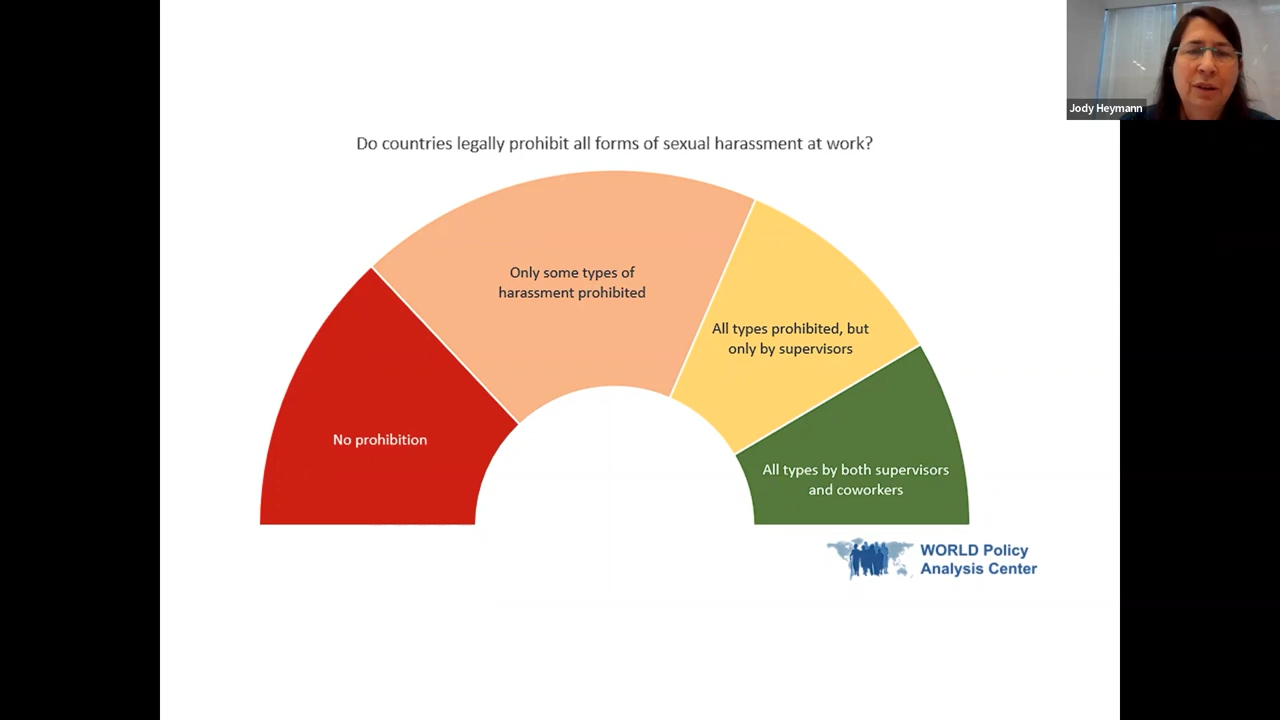 Jody Heymann
Do countries legally prohibit all forms of sexual harassment at work?
Only some types of
harassment prohibited
All types prohibited, but
only by supervisors
No prohibition
All types by both supervisors
and coworkers
WORLD Policy
Analysis Center